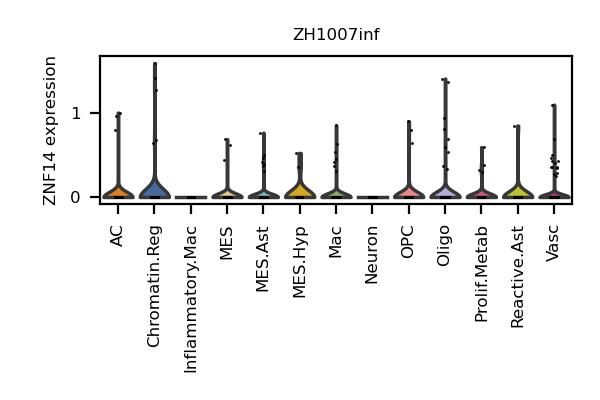 ZH1007inf
ZNF14 expression
1
0
AC
Chromatin.Reg
Inflammatory.Mac
MES
MES.Ast
MES.Hyp
Mac
Neuron
OPC
Oligo
Prolif.Metab
Reactive.Ast
Vasc